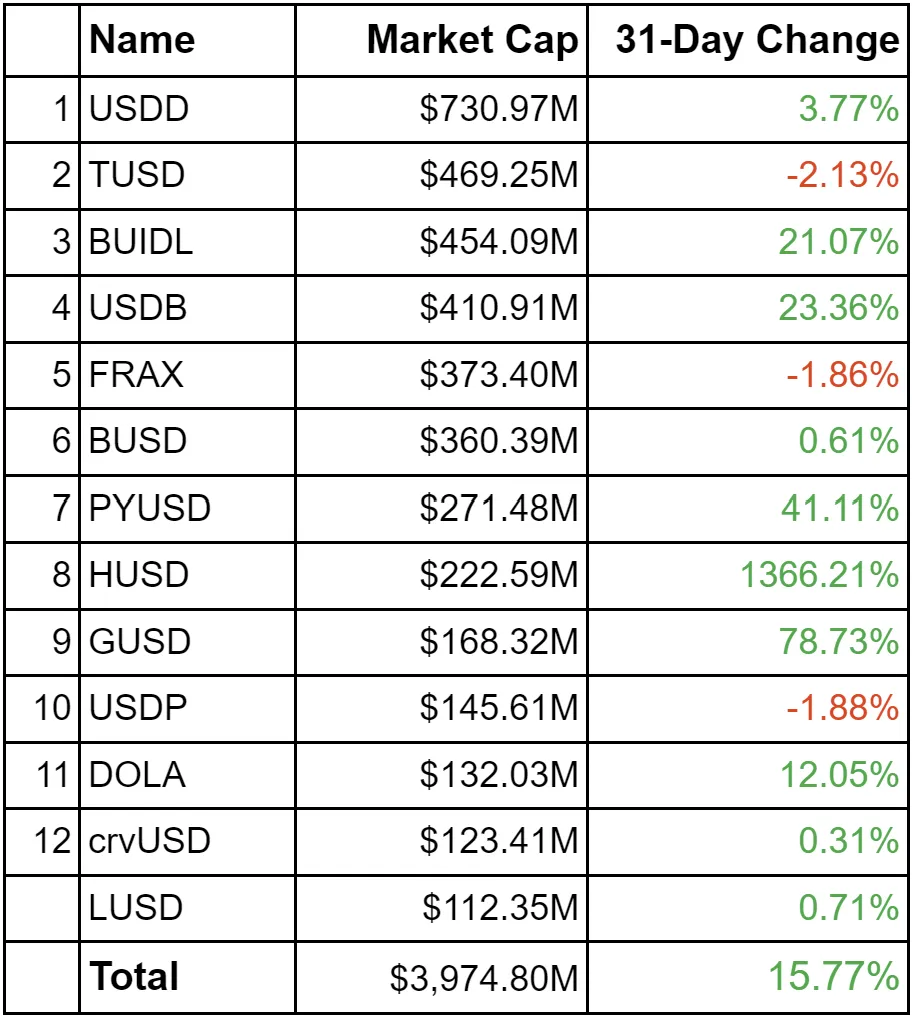 Name Market Cap 31-Day Change
1 USDD $730.97M 3.77%
2 TUSD $469.25M -2.13%
3 BUIDL $454.09M 21.07%
4 USDB $410.91M 23.36%
5 FRAX $373.40M -1.86%
6 BUSD $360.39M 0.61%
7 PYUSD $271.48M 41.11%
8 HUSD $222.59M 1366.21%
9 GUSD $168.32M 78.73%
10 USDP $145.61M -1.88%
11 DOLA $132.03M 12.05%
12 crvUSD $123.41M 0.31%
LUSD $112.35M 0.71%
Total $3,974.80M 15.77%